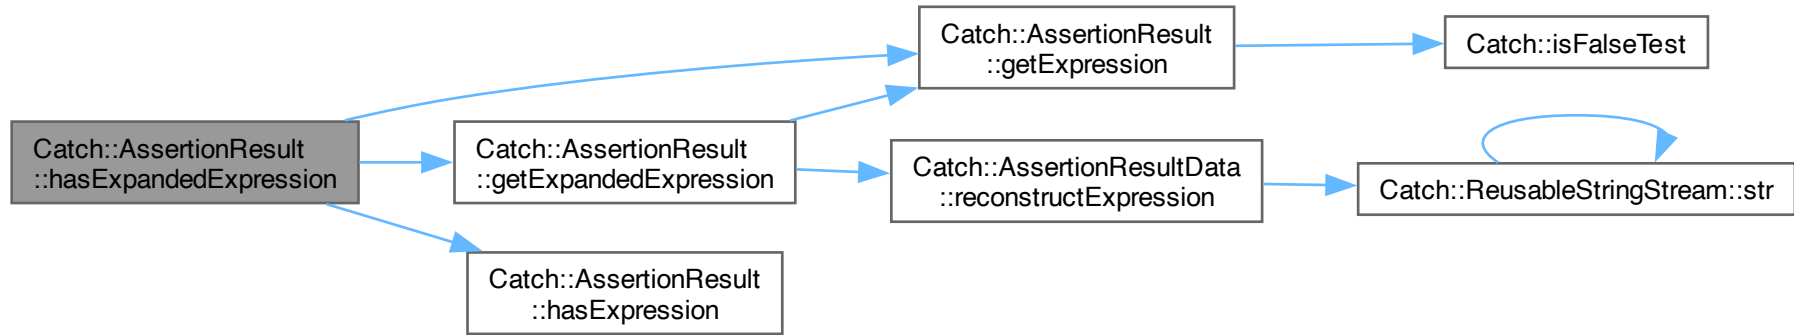 Catch::AssertionResult
::hasExpandedExpression
Catch::AssertionResult
::getExpression
Catch::isFalseTest
Catch::AssertionResult
::getExpandedExpression
Catch::AssertionResultData
::reconstructExpression
Catch::ReusableStringStream::str
Catch::AssertionResult
::hasExpression